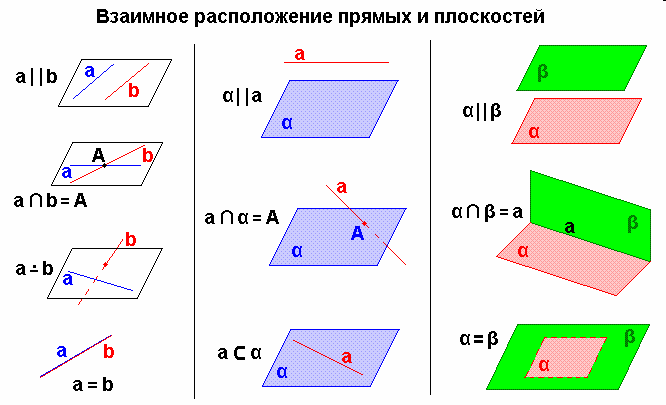 Взаимное расположение прямых и плоскостей
a||b
a
b
A
a
b
a ∩ b = A
b
a ∸ b
a
a
b
a = b
a
α||a
α
a
a ∩ α = A
A
α
a ⊂ α
a
α
β
α||β
α
α ∩ β = a
a
β
α
α = β
β
α